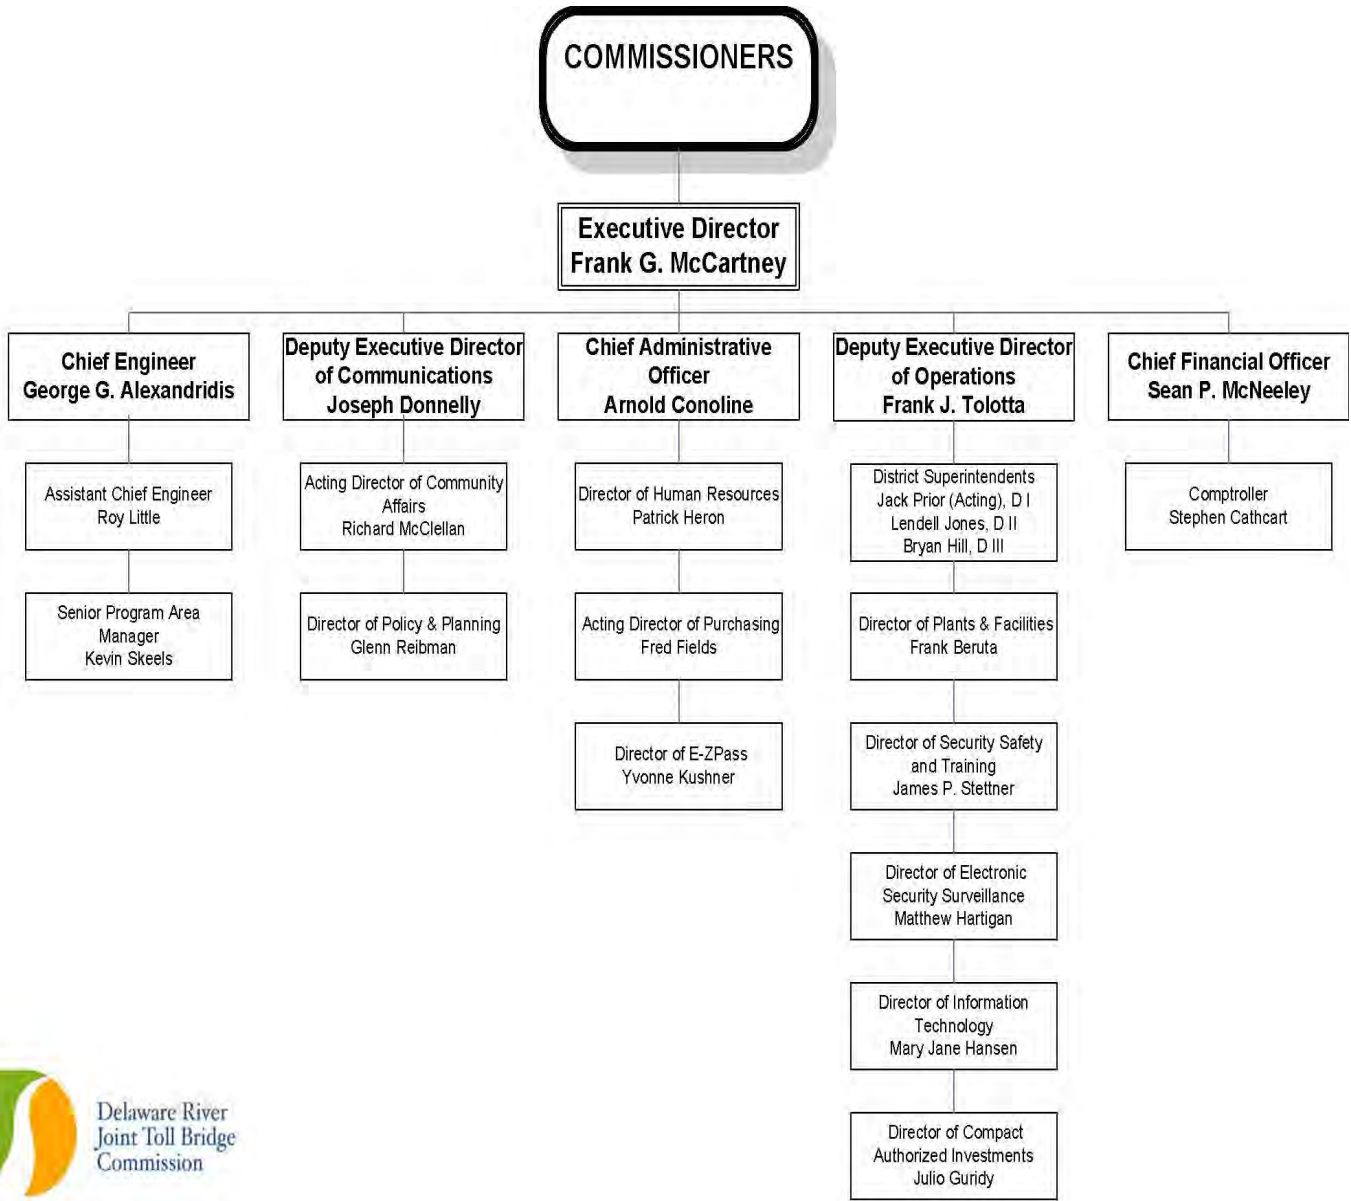 COMMISSIONERS
Executive Director
Frank G. McCartney
Chief Engineer
George G. Alexandridis
Assistant Chief Engineer
Roy Little
Senior Program Area
Manager
Kevin Skeels
Deputy Executive Director
of Communications
Joseph Donnelly
Acting Director of Community
Affairs
Richard McClellan
Director of Policy & Planning
Glenn Reibman
Chief Administrative
Officer
Arnold Conoline
Director of Human Resources
Patrick Heron
Acting Director of Purchasing
Fred Fields
Director of E-ZPass
Yvonne Kushner
Deputy Executive Director
of Operations
Frank J. Tolotta
District Superintendents
Jack Prior (Acting), D I
Lendell Jones, D II
Bryan Hill, D III
Director of Plants & Facilities
Frank Beruta
Director of Security Safety
and Training
James P. Stettner
Director of Electronic
Security Surveillance
Matthew Hartigan
Director of Information
Technology
Mary Jane Hansen
Director of Compact
Authorized Investments
Julio Guridy
Chief Financial Officer
Sean P. McNeeley
Comptroller
Stephen Cathcart
Delaware River
Joint Toll Bridge
Commission